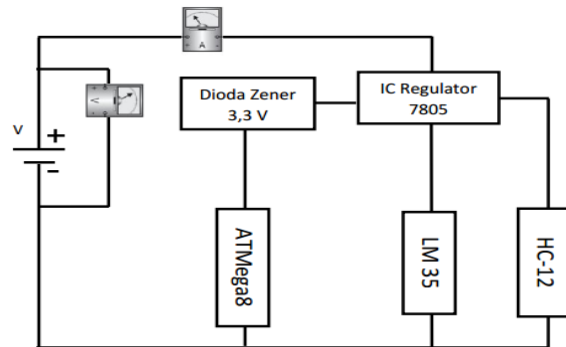 A
V
Dioda Zener
3,3 V
IC Regulator
7805
V
+
-
ATMega8
LM 35
HC-12